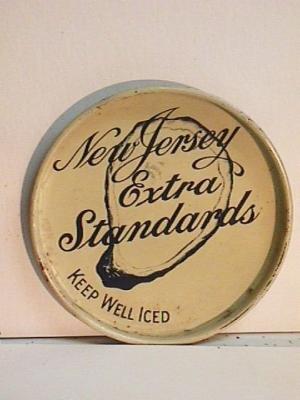 New Jersey
Extra
Standards
KEEP WELL ICED